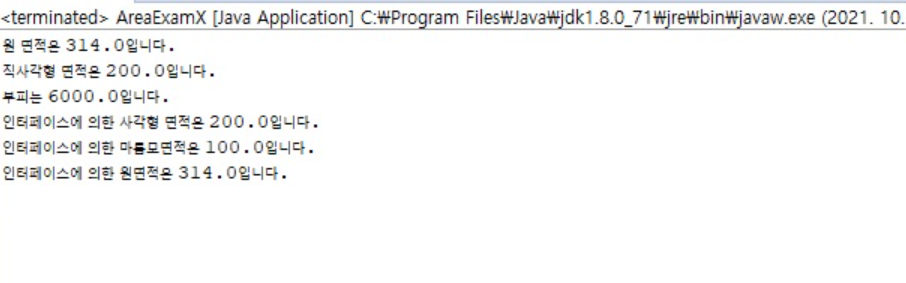 <terminated> AreaExamX [Java Application] C:₩Program Files₩Java₩jdk1.8.0_71₩jre₩bin₩javaw.exe (2021. 10.
원 면적은 314.0입니다.
직사각형 면적은 200.0입니다.
부피는 6000.0입니다.
인터페이스에 의한 사각형 면적은 200.0입니다.
인터페이스에 의한 마름모면적은 100.0입니다.
인터페이스에 의한 원면적은 314.0입니다.